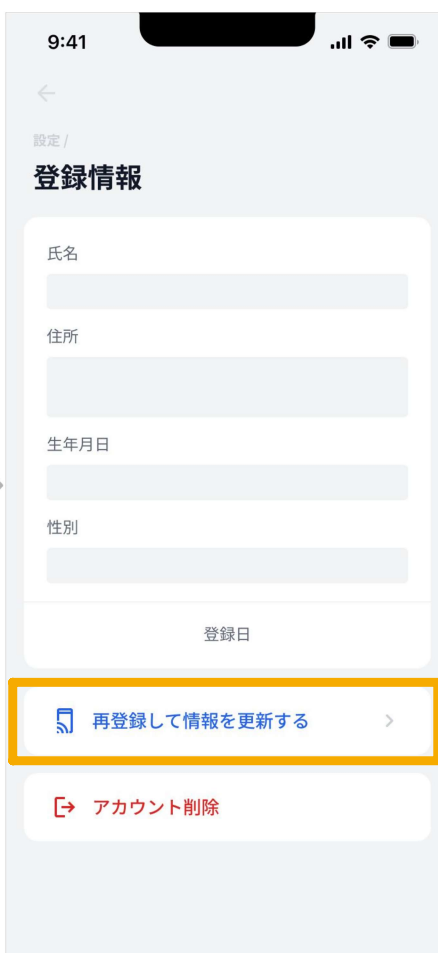 9:41
設定 /
登録情報
氏名
住所
生年月日
性別
登録日
再登録して情報を更新する
アカウント削除